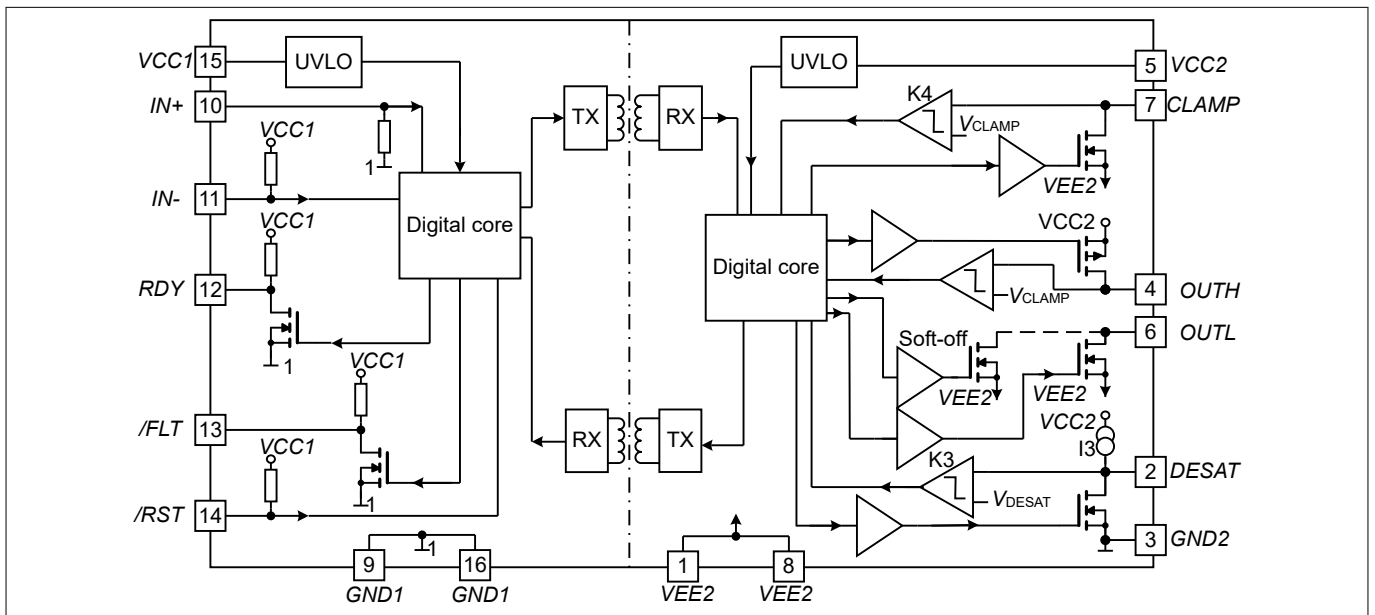 VCC1 15 UVLO
IN+ 10
VCC1
1
IN- 11
VCC1
RDY 12
1
VCC1
/FLT 13
VCC1
1
/RST 14
Digital core
TX RX
RX TX
1
9 16
GND1 GND1
UVLO 5 VCC2
K4 7 CLAMP
VCLAMP
VEE2
VCC2
Digital core
VCLAMP 4 OUTH
6 OUTL
Soft-off
VEE2 VEE2
VCC2
I3
K3 2 DESAT
VDESAT
3 GND2
1 8
VEE2 VEE2